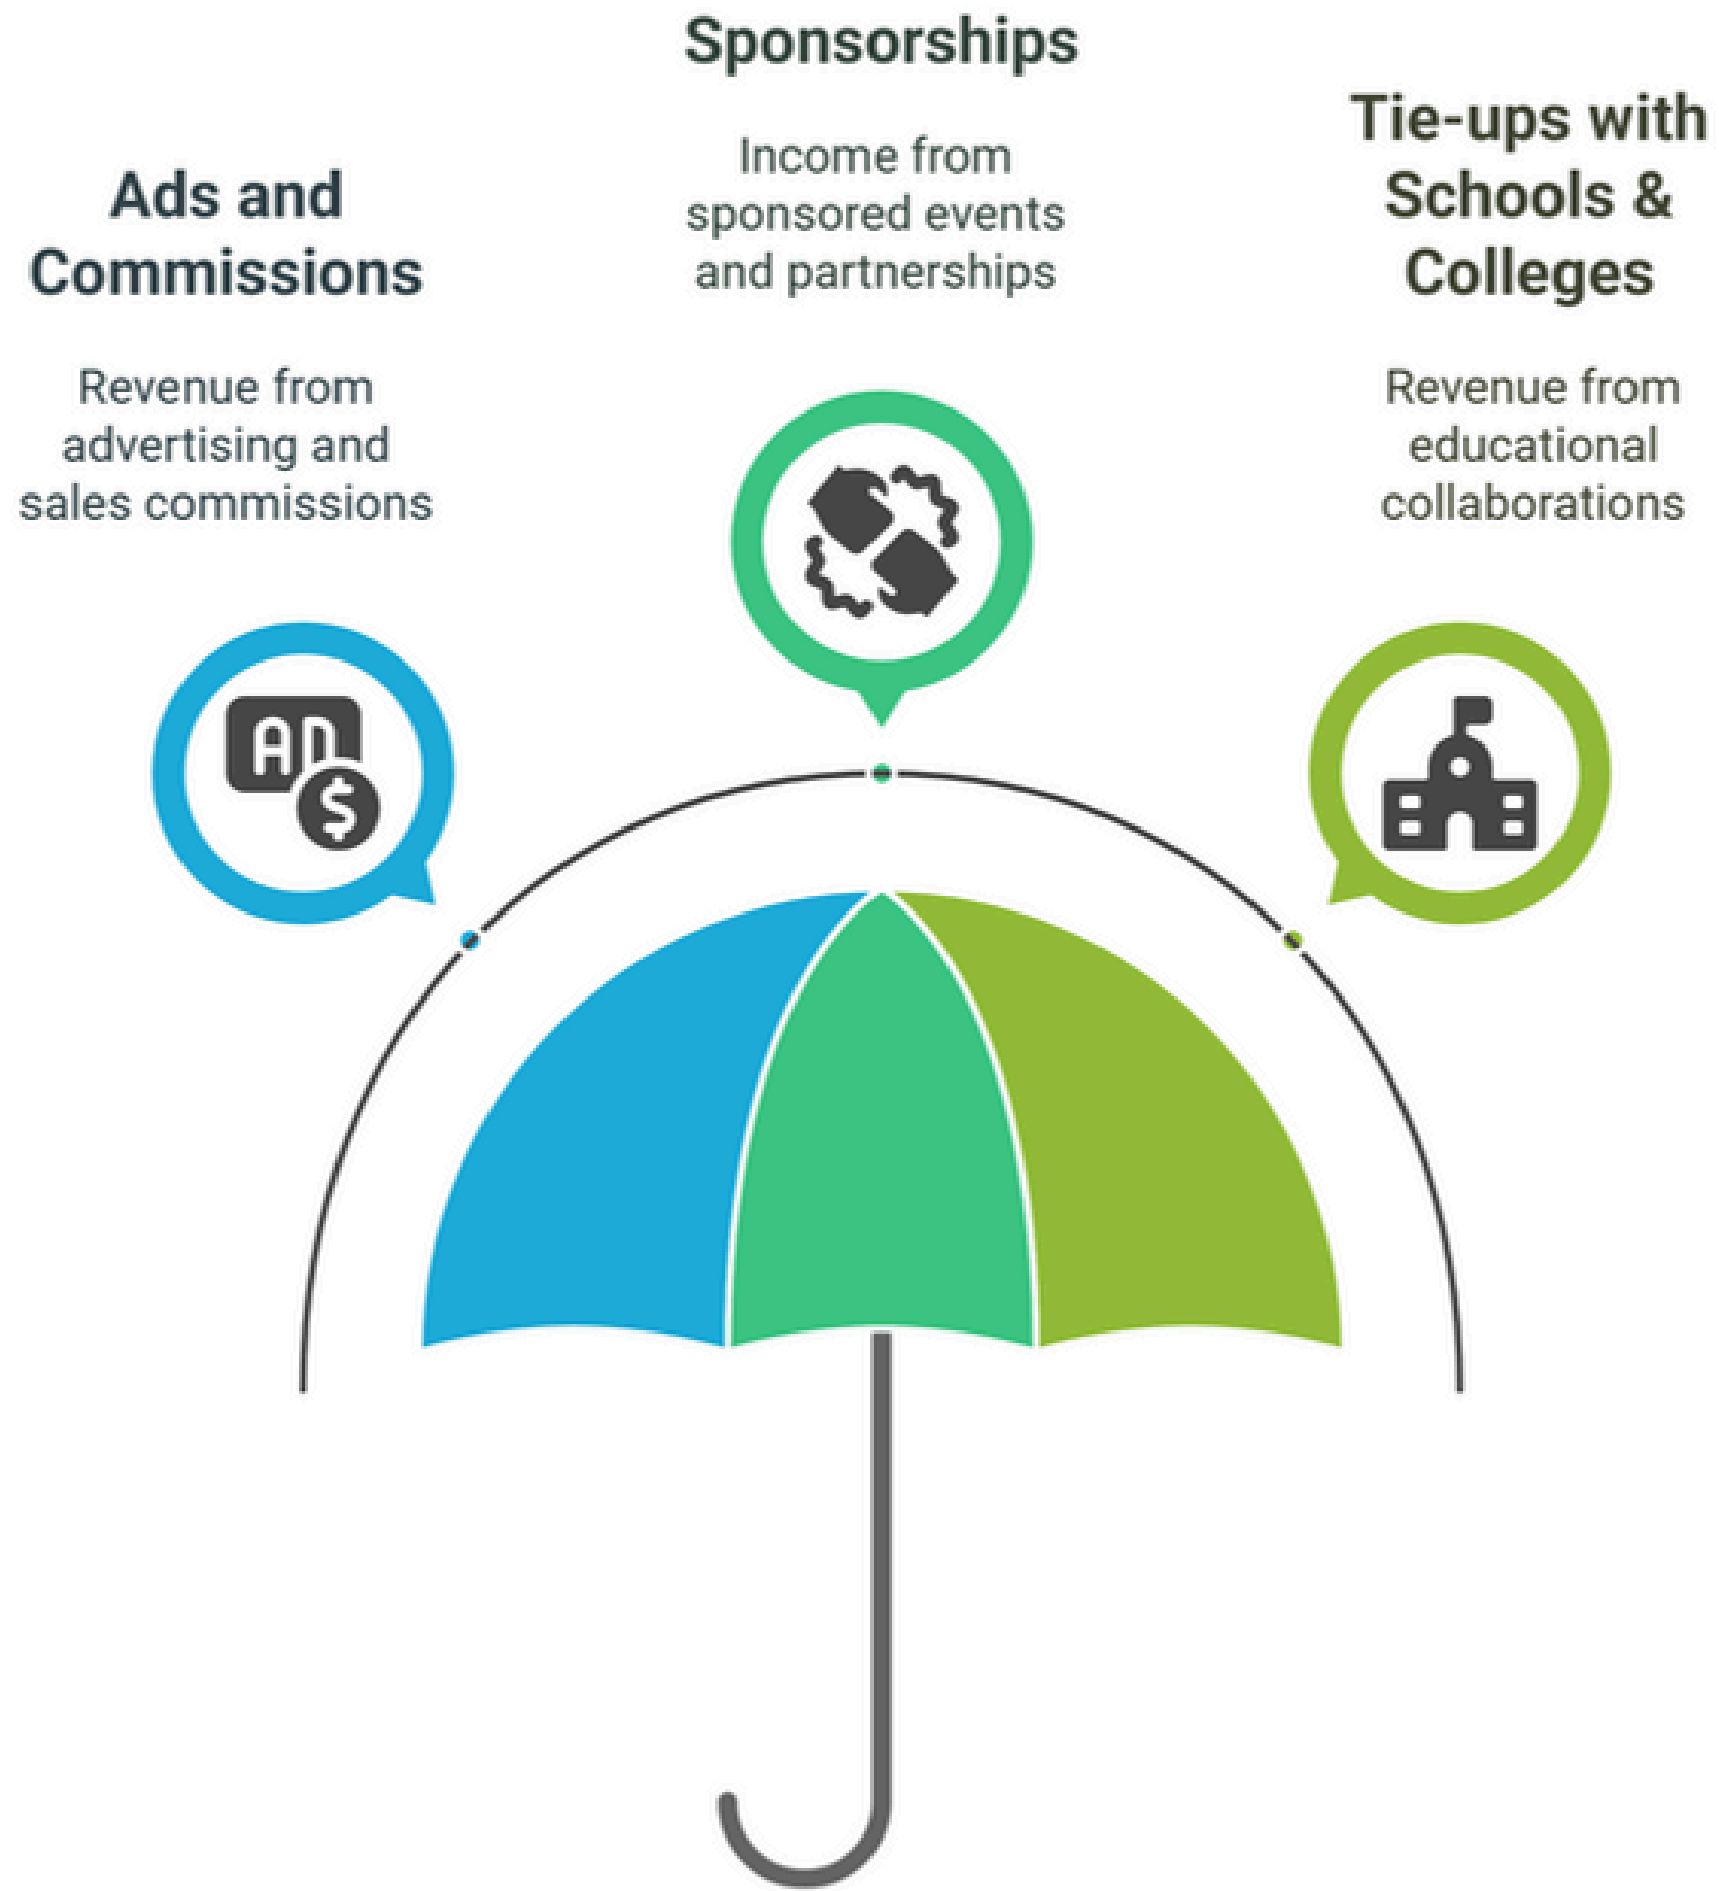 Sponsorships
Income from
sponsored events
and partnerships
Ads and
Commissions
Revenue from
advertising and
sales commissions
Tie-ups with
Schools &
Colleges
Revenue from
educational
collaborations
AD
$